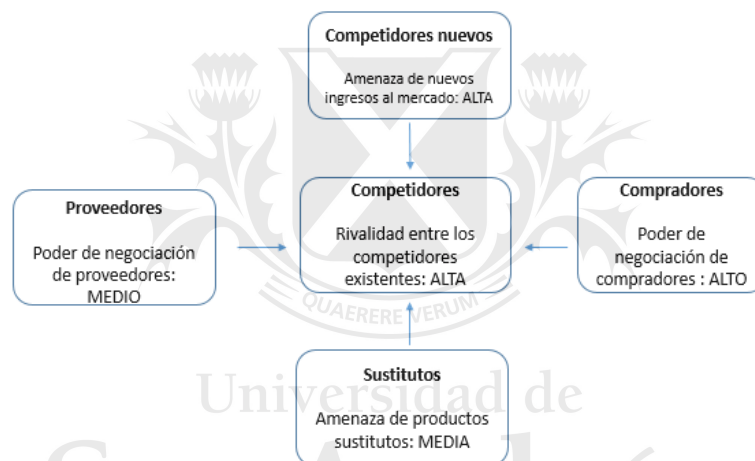 Competidores nuevos
Amenaza de nuevos
ingresos al mercado: ALTA
Proveedores
Poder de negociación
de proveedores:
MEDIO
Competidores
Rivalidad entre los
competidores
existentes: ALTA
Compradores
Poder de
negociación de
compradores : ALTO
QUAERERE VERUM
Sustitutos
Amenaza de productos
sustitutos: MEDIA
Universidad de